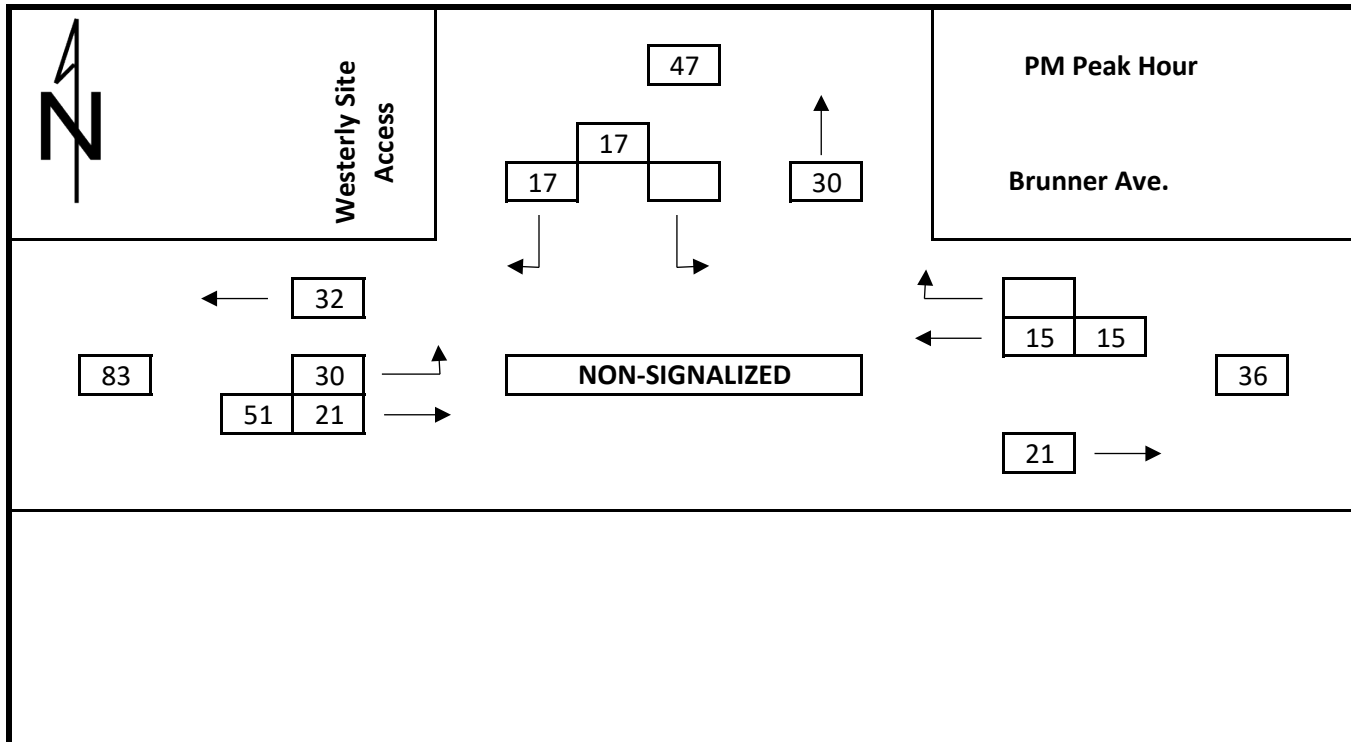 N
Westerly Site
Access
47
PM Peak Hour
17
17
30
Brunner Ave.
32
15 15
83
30
NON-SIGNALIZED
36
51 21
21